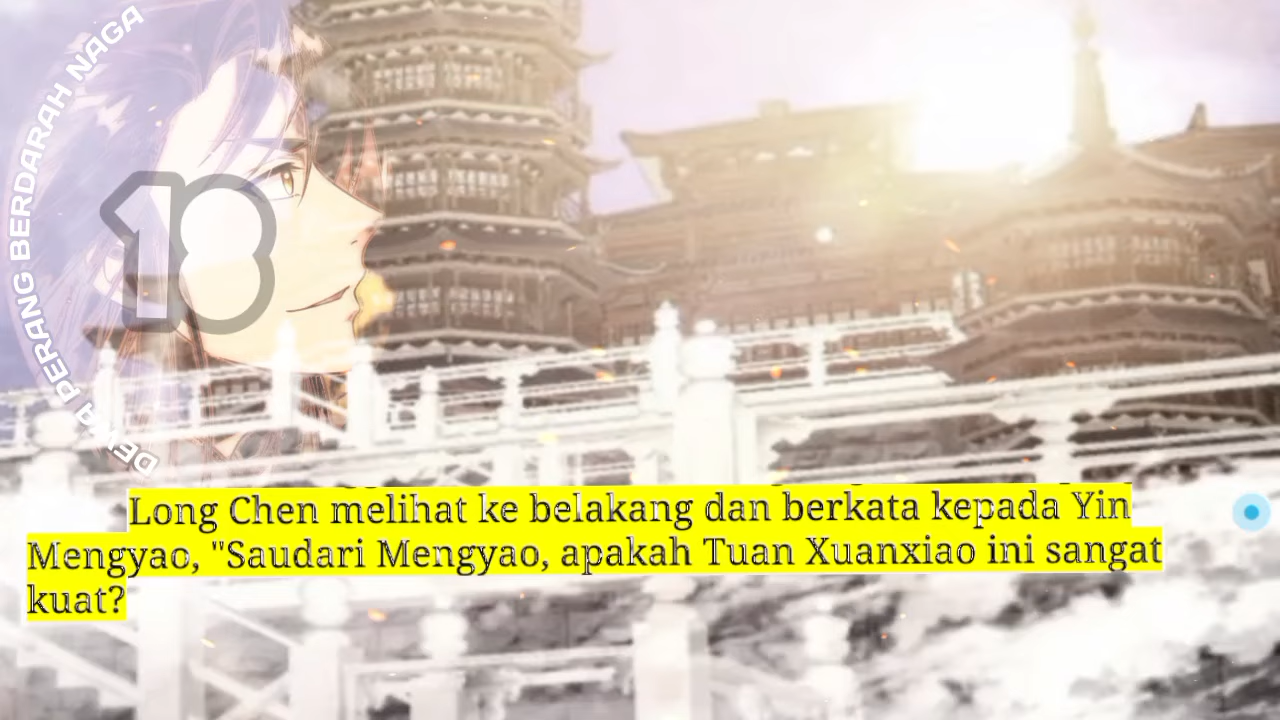 DEWA PERANG BERDARAH NAGA
18
Long Chen melihat ke belakang dan berkata kepada Yin
Mengyao, "Saudari Mengyao, apakah Tuan Xuanxiao ini sangat
kuat?